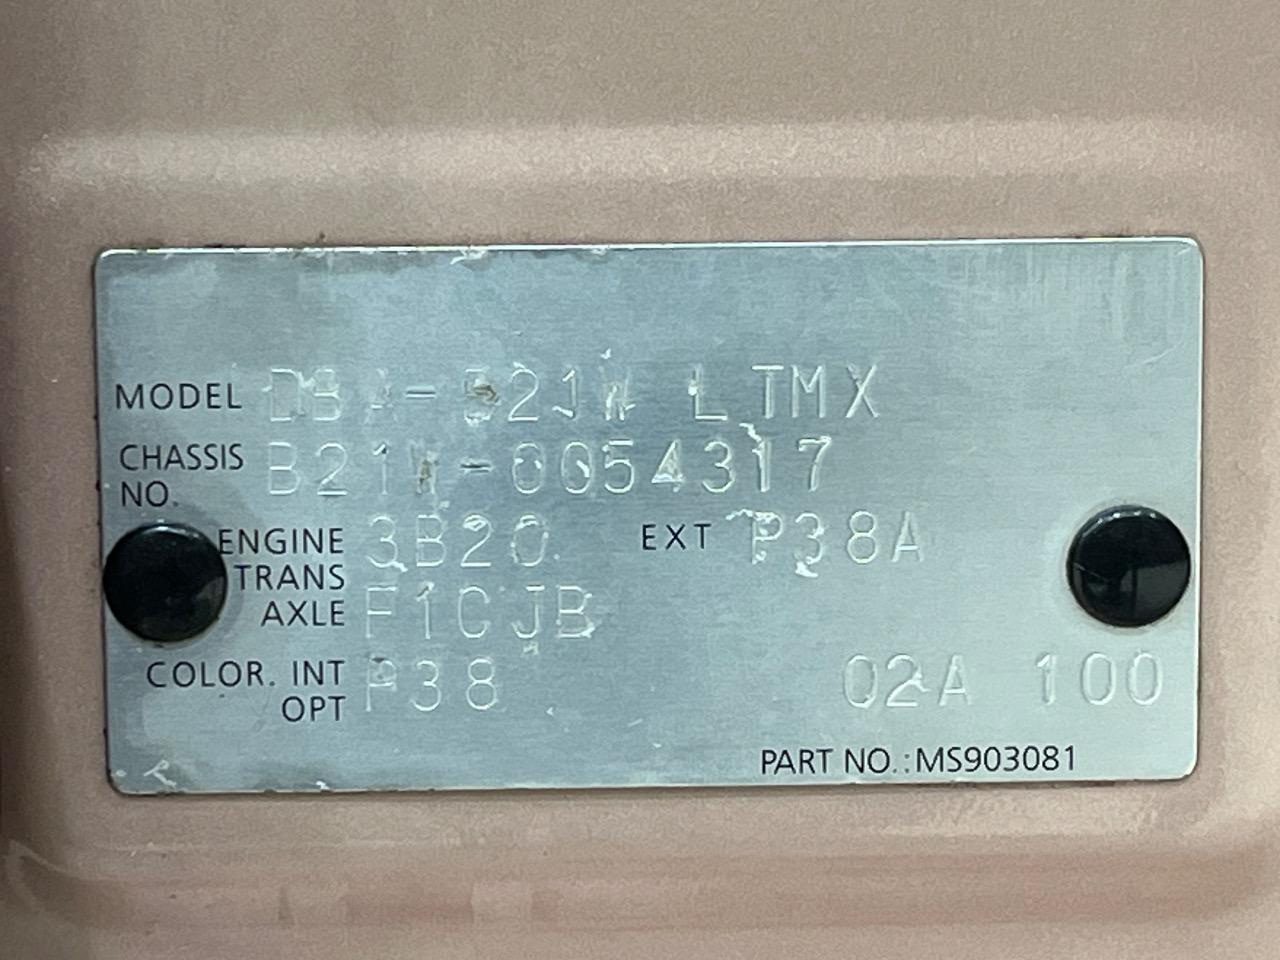 MODEL DBA-B21W LTMX
CHASSIS NO. B21W-0054317
ENGINE 3B20 EXT P38A
TRANS AXLE F1CJB
COLOR. INT OPT P38 02A 100
PART NO.:MS903081